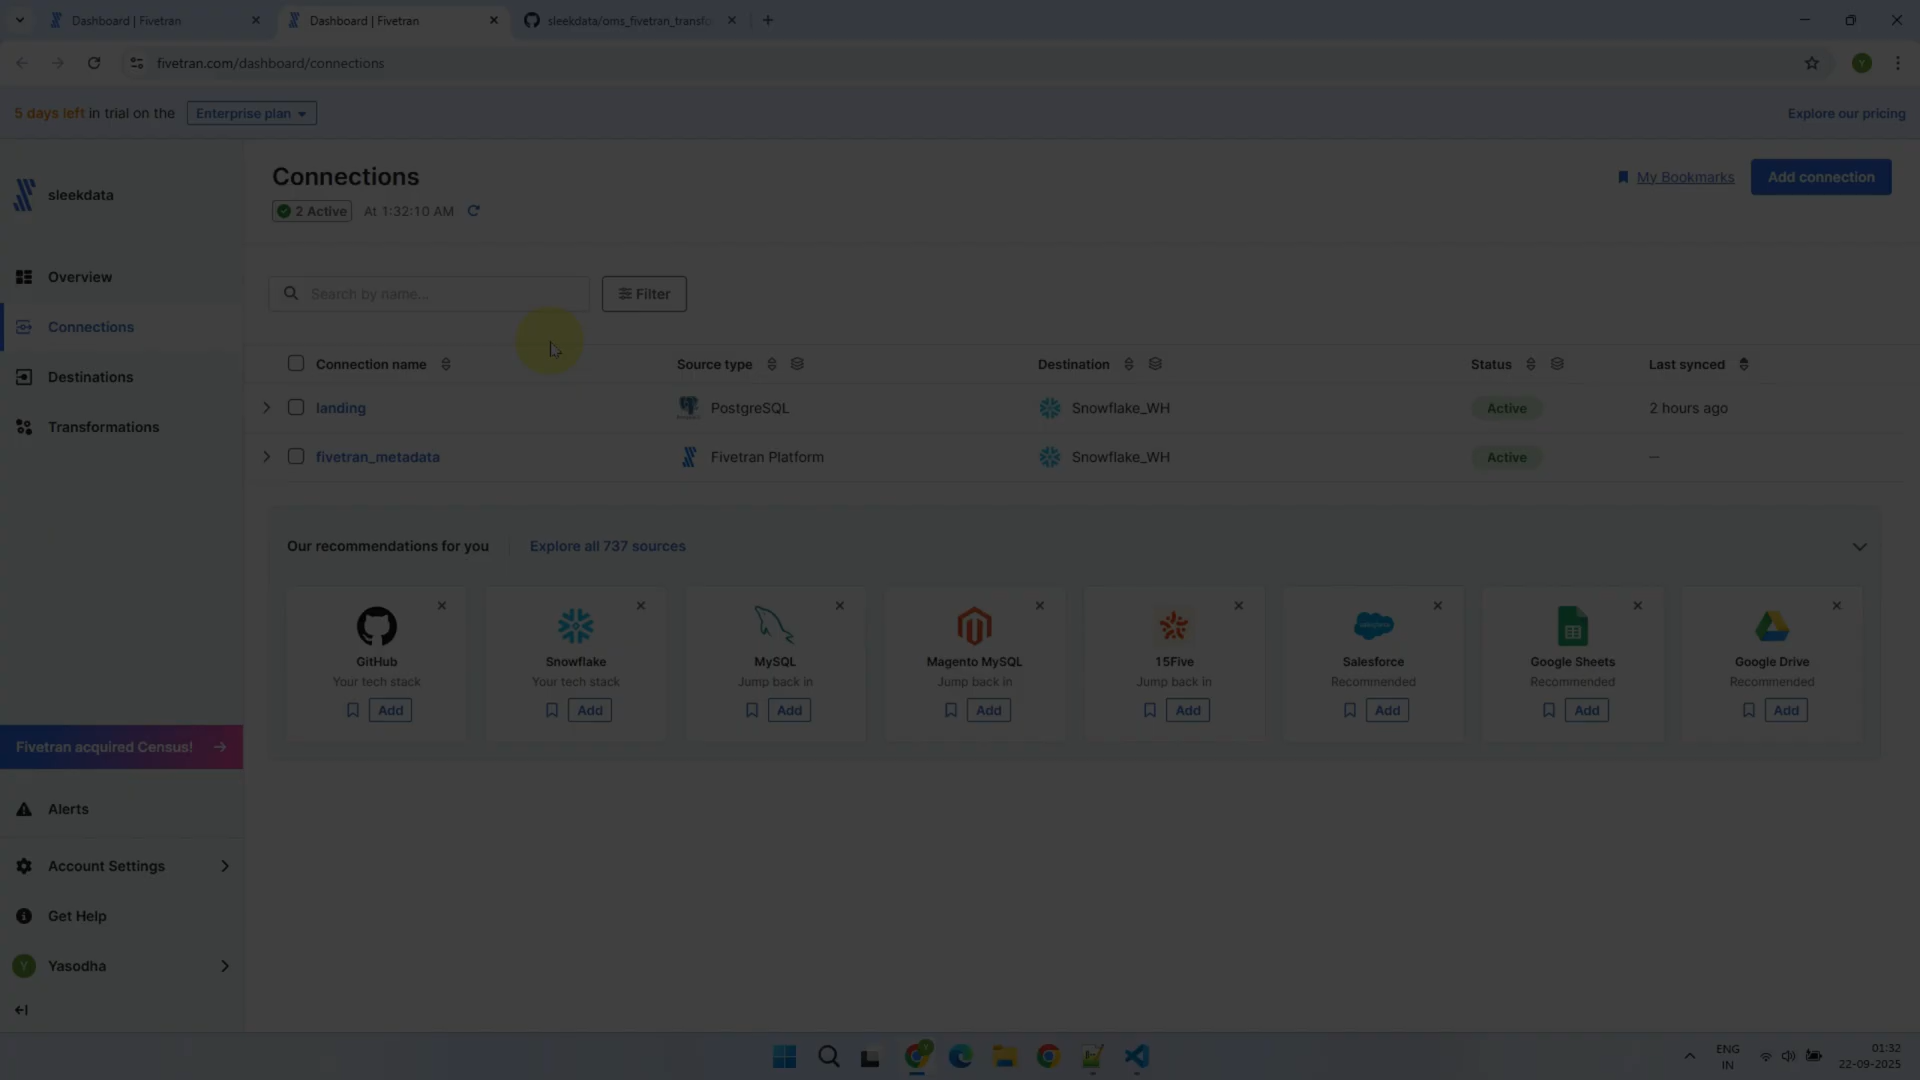 Dashboard | Fivetran
Dashboard | Fivetran
sleekdata/oms_fivetran_transfo
fivetran.com/dashboard/connections
5 days left in trial on the
Enterprise plan
Explore our pricing
sleekdata
Connections
My Bookmarks
Add connection
2 Active
At 1:32:10 AM
Overview
Connections
Destinations
Transformations
Search by name...
Filter
Connection name
Source type
Destination
Status
Last synced
landing
PostgreSQL
Snowflake_WH
Active
2 hours ago
fivetran_metadata
Fivetran Platform
Snowflake_WH
Active
—
Our recommendations for you
Explore all 737 sources
GitHub
Your tech stack
Add
Snowflake
Your tech stack
Add
MySQL
Jump back in
Add
Magento MySQL
Jump back in
Add
15Five
Jump back in
Add
Salesforce
Recommended
Add
Google Sheets
Recommended
Add
Google Drive
Recommended
Add
Fivetran acquired Census!
Alerts
Account Settings
Get Help
Y
Yasodha
ENG
IN
01:32
22-09-2025